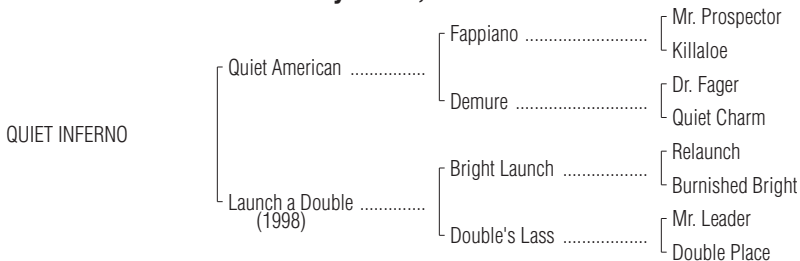 Mr. Prospector
Fappiano ..........................
Killaloe
Quiet American ................
Dr. Fager
Demure ............................
Quiet Charm
QUIET INFERNO
Relaunch
Bright Launch ..................
Burnished Bright
Launch a Double ..............
(1998)
Mr. Leader
Double's Lass ..................
Double Place